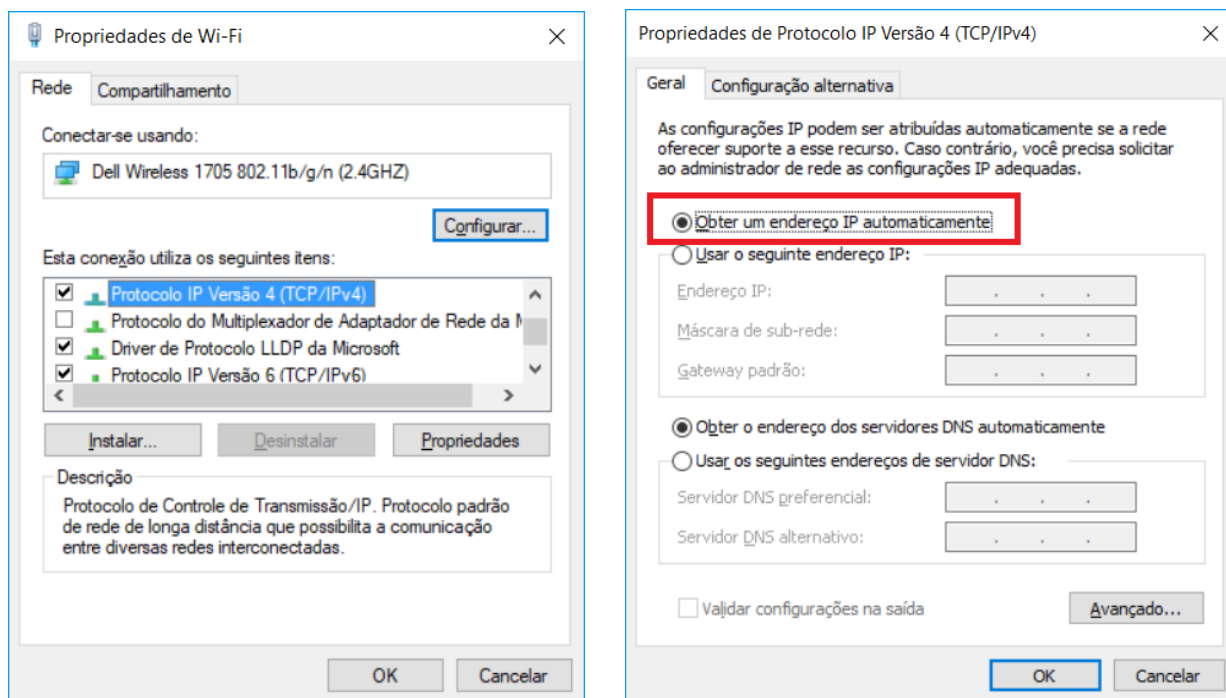 Propriedades de Wi-Fi
Rede
Compartilhamento
Conectar-se usando:
Dell Wireless 1705 802.11b/g/n (2.4GHZ)
Configurar...
Esta conexão utiliza os seguintes itens:
Protocolo IP Versão 4 (TCP/IPv4)
Protocolo do Multiplexador de Adaptador de Rede da
Driver de Protocolo LLDP da Microsoft
Protocolo IP Versão 6 (TCP/IPv6)
Instalar...
Desinstalar
Propriedades
Descrição
Protocolo de Controle de Transmissão/IP. Protocolo padrão
de rede de longa distância que possibilita a comunicação
entre diversas redes interconectadas.
OK
Cancelar
Propriedades de Protocolo IP Versão 4 (TCP/IPv4)
Geral
Configuração alternativa
As configurações IP podem ser atribuídas automaticamente se a rede
oferecer suporte a esse recurso. Caso contrário, você precisa solicitar
ao administrador de rede as configurações IP adequadas.
Obter um endereço IP automaticamente
Usar o seguinte endereço IP:
Endereço IP:
Máscara de sub-rede:
Gateway padrão:
Obter o endereço dos servidores DNS automaticamente
Usar os seguintes endereços de servidor DNS:
Servidor DNS preferencial:
Servidor DNS alternativo:
Validar configurações na saída
Avançado...
OK
Cancelar